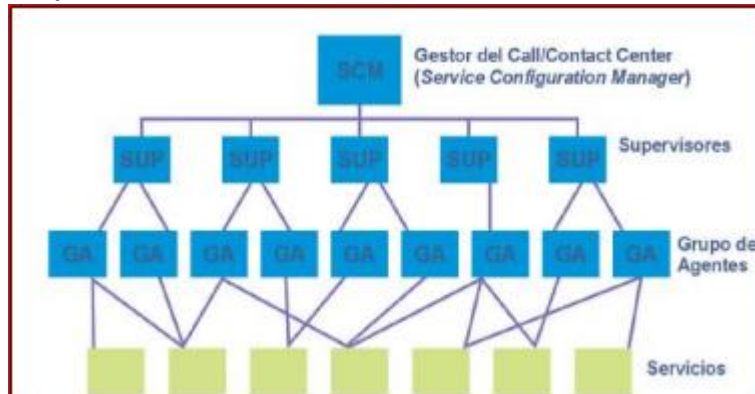 SCM
Gestor del Call/Contact Center
(Service Configuration Manager)
SUP SUP SUP SUP SUP
Supervisores
GA GA GA GA GA GA GA GA GA
Grupo de
Agentes
Servicios